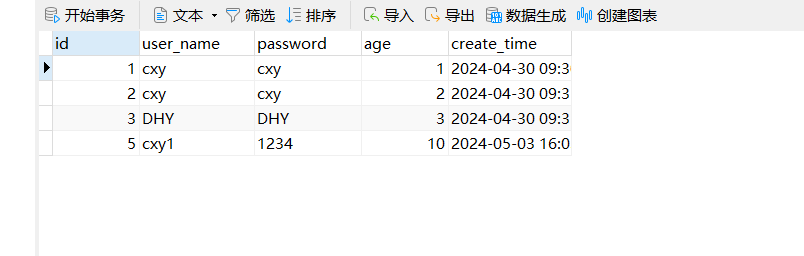 开始事务 文本 筛选 排序 导入 导出 数据生成 创建图表
id user_name password age create_time
1 cxy cxy 1 2024-04-30 09:3
2 cxy cxy 2 2024-04-30 09:3
3 DHY DHY 3 2024-04-30 09:3
5 cxy1 1234 10 2024-05-03 16:0